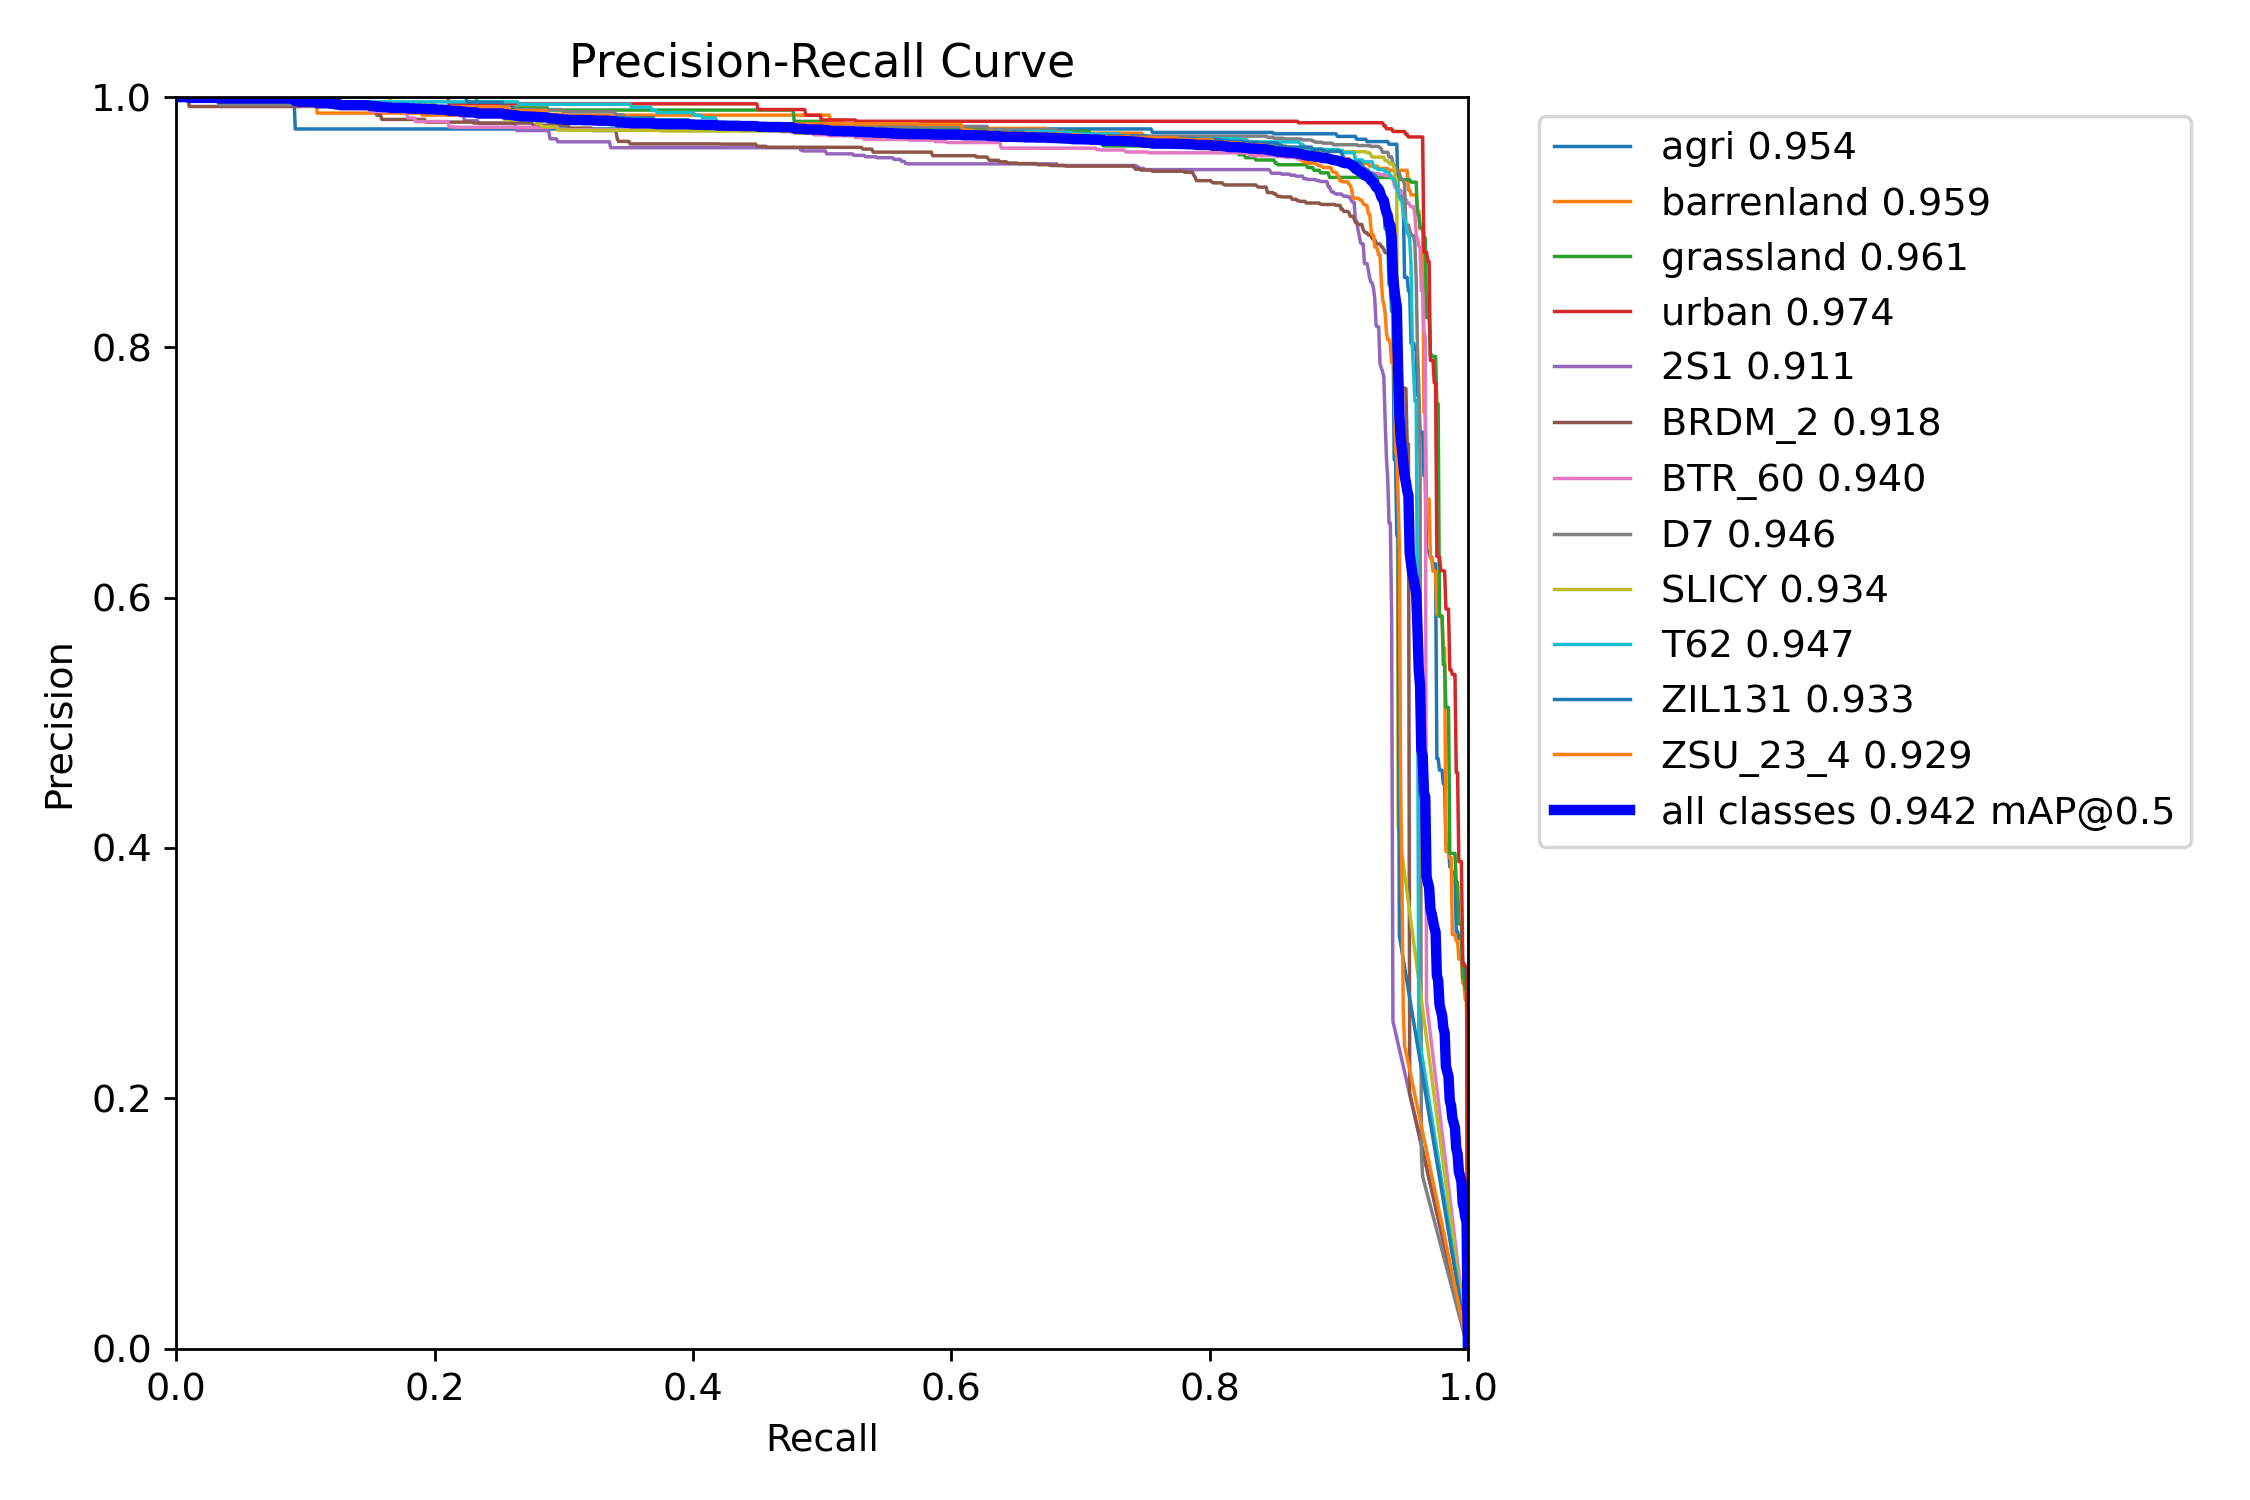 Precision-Recall Curve
1.0
0.8
0.6
0.4
0.2
0.0
Precision
0.0 0.2 0.4 0.6 0.8 1.0
Recall
agri 0.954
barrenland 0.959
grassland 0.961
urban 0.974
2S1 0.911
BRDM_2 0.918
BTR_60 0.940
D7 0.946
SLICY 0.934
T62 0.947
ZIL131 0.933
ZSU_23_4 0.929
all classes 0.942 mAP@0.5